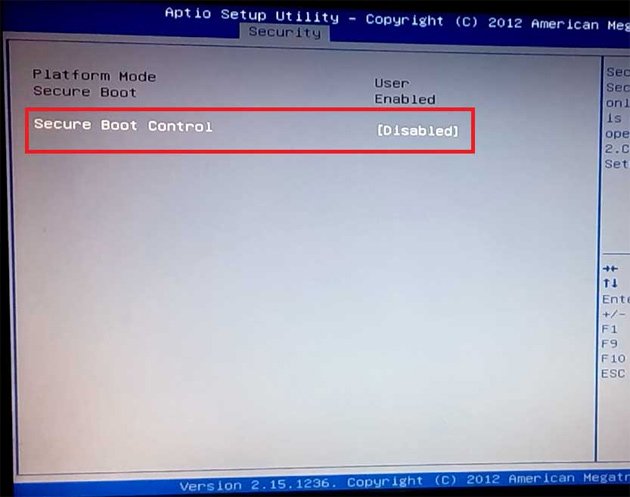 Aptio Setup Utility - Copyright (C) 2012 American
Security
Platform Mode User
Secure Boot Enabled
Secure Boot Control [Disabled]
Sec
Sec
onl
is
ope
2.C
Set
→←
↑↓
Ente
+/-
F1
F9
F10
ESC
Version 2.15.1236. Copyright (C) 2012 American Megatr